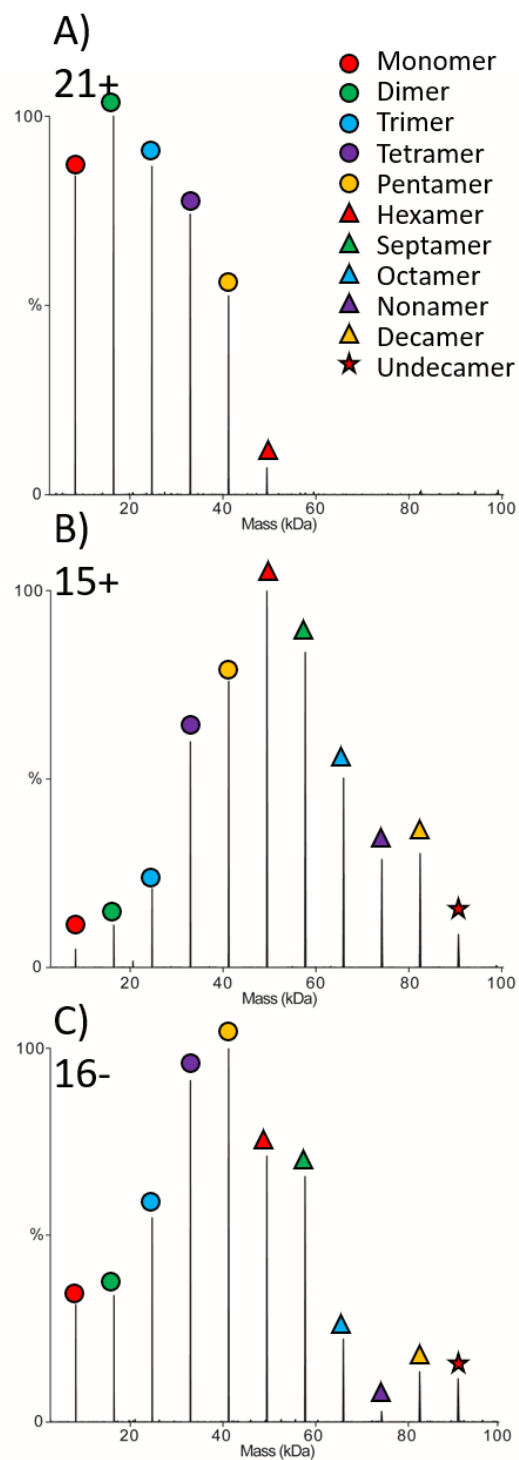 A)
21+
Monomer
Dimer
Trimer
Tetramer
Pentamer
Hexamer
Septamer
Octamer
Nonamer
Decamer
Undecamer
100
%
0
20 40 60 80 100
Mass (kDa)
B)
15+
100
%
0
20 40 60 80 100
Mass (kDa)
C)
16-
100
%
0
20 40 60 80 100
Mass (kDa)